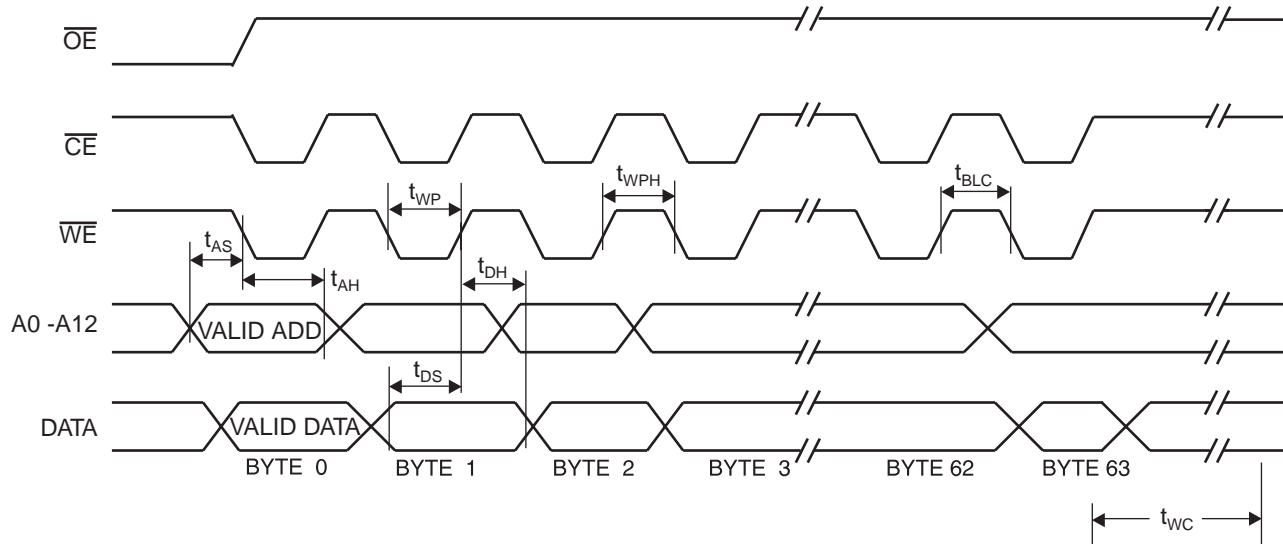 OE
CE
tWP
tWPH
tBLC
WE
tAS
tAH
tDH
A0 -A12
VALID ADD
tDS
DATA
VALID DATA
BYTE 0
BYTE 1
BYTE 2
BYTE 3
BYTE 62
BYTE 63
tWC